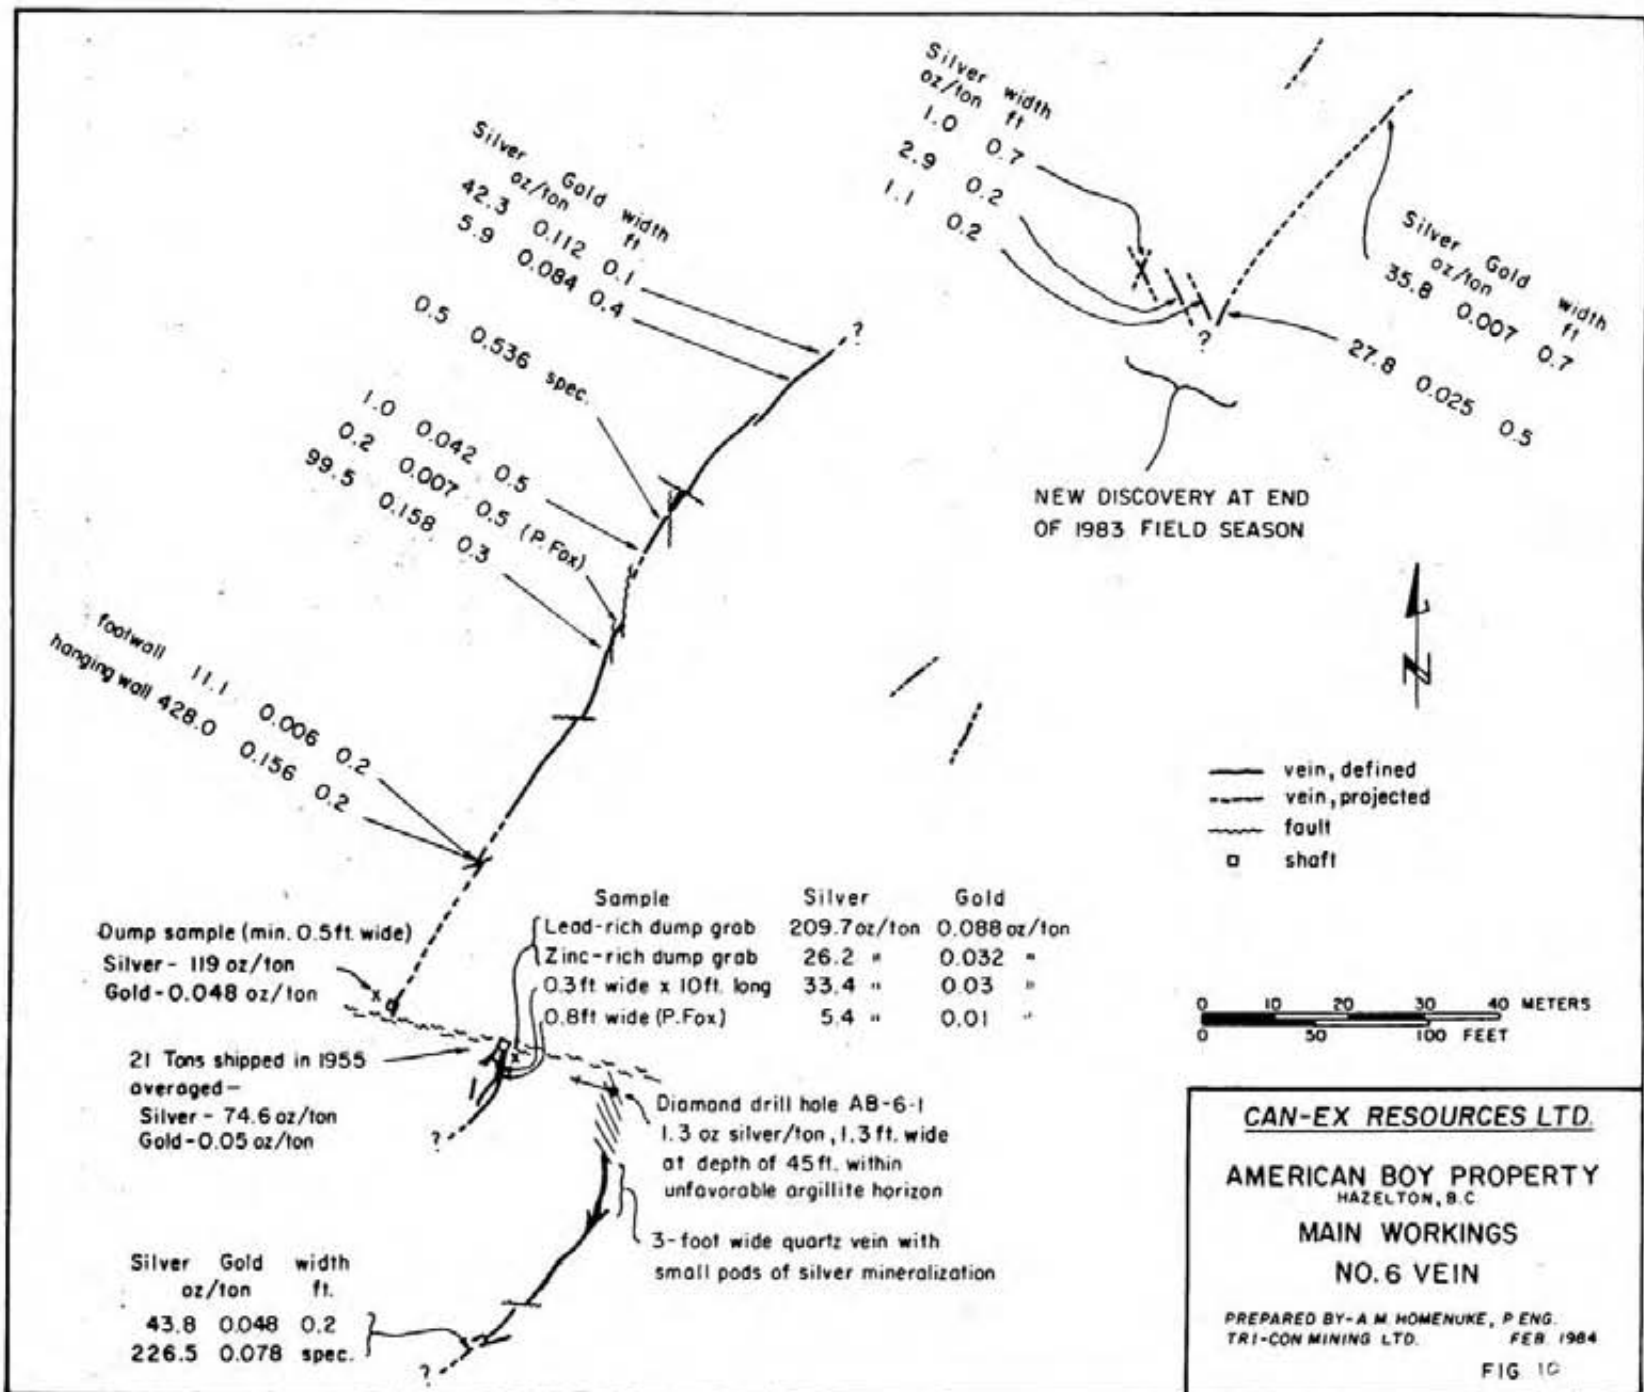 Silver width
oz/ton ft
1.0 0.7
2.9 0.2
1.1 0.2
Silver Gold width
oz/ton ft
42.3 0.112 0.1
5.9 0.084 0.4
0.5 0.536 spec.
1.0 0.042 0.5
0.2 0.007 0.5 (P.Fox)
99.5 0.158 0.3
footwall 11.1 0.006 0.2
hanging wall 428.0 0.156 0.2
?
Silver Gold width
oz/ton ft
35.8 0.007 0.7
27.8 0.025 0.5
?
NEW DISCOVERY AT END
OF 1983 FIELD SEASON
N
vein, defined
vein, projected
fault
shaft
Sample Silver Gold
Lead-rich dump grab 209.7 oz/ton 0.088 oz/ton
Zinc-rich dump grab 26.2 " 0.032 "
0.3ft wide x 10ft. long 33.4 " 0.03 "
0.8ft wide (P.Fox) 5.4 " 0.01 "
Dump sample (min. 0.5ft. wide)
Silver - 119 oz/ton
Gold - 0.048 oz/ton
x
x
0 10 20 30 40 METERS
0 50 100 FEET
21 Tons shipped in 1955
averaged -
Silver - 74.6 oz/ton
Gold - 0.05 oz/ton
?
Diamond drill hole AB-6-1
1.3 oz silver/ton, 1.3 ft. wide
at depth of 45ft. within
unfavorable argillite horizon
3-foot wide quartz vein with
small pods of silver mineralization
Silver Gold width
oz/ton ft.
43.8 0.048 0.2
226.5 0.078 spec.
?
CAN-EX RESOURCES LTD.
AMERICAN BOY PROPERTY
HAZELTON, B.C
MAIN WORKINGS
NO. 6 VEIN
PREPARED BY - A M. HOMENUKE, P ENG.
TRI-CON MINING LTD. FEB. 1984
FIG 10